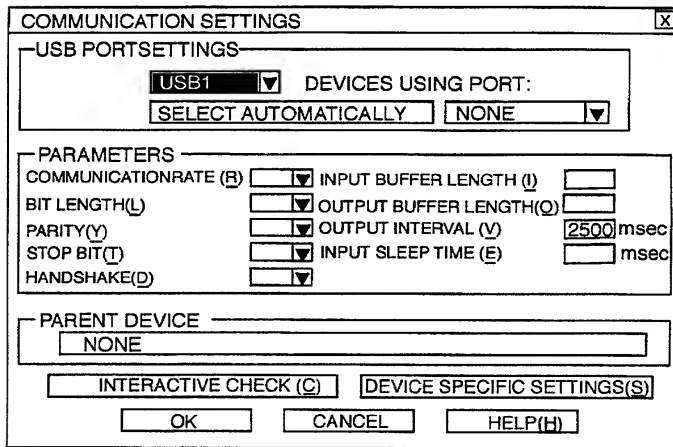 COMMUNICATION SETTINGS X
USB PORTSETTINGS
USB1 DEVICES USING PORT:
SELECT AUTOMATICALLY NONE
PARAMETERS
COMMUNICATIONRATE (R) INPUT BUFFER LENGTH (I)
BIT LENGTH(L) OUTPUT BUFFER LENGTH(O)
PARITY(Y) OUTPUT INTERVAL (V) 2500 msec
STOP BIT(T) INPUT SLEEP TIME (E) msec
HANDSHAKE(D)
PARENT DEVICE
NONE
INTERACTIVE CHECK (C) DEVICE SPECIFIC SETTINGS(S)
OK CANCEL HELP(H)